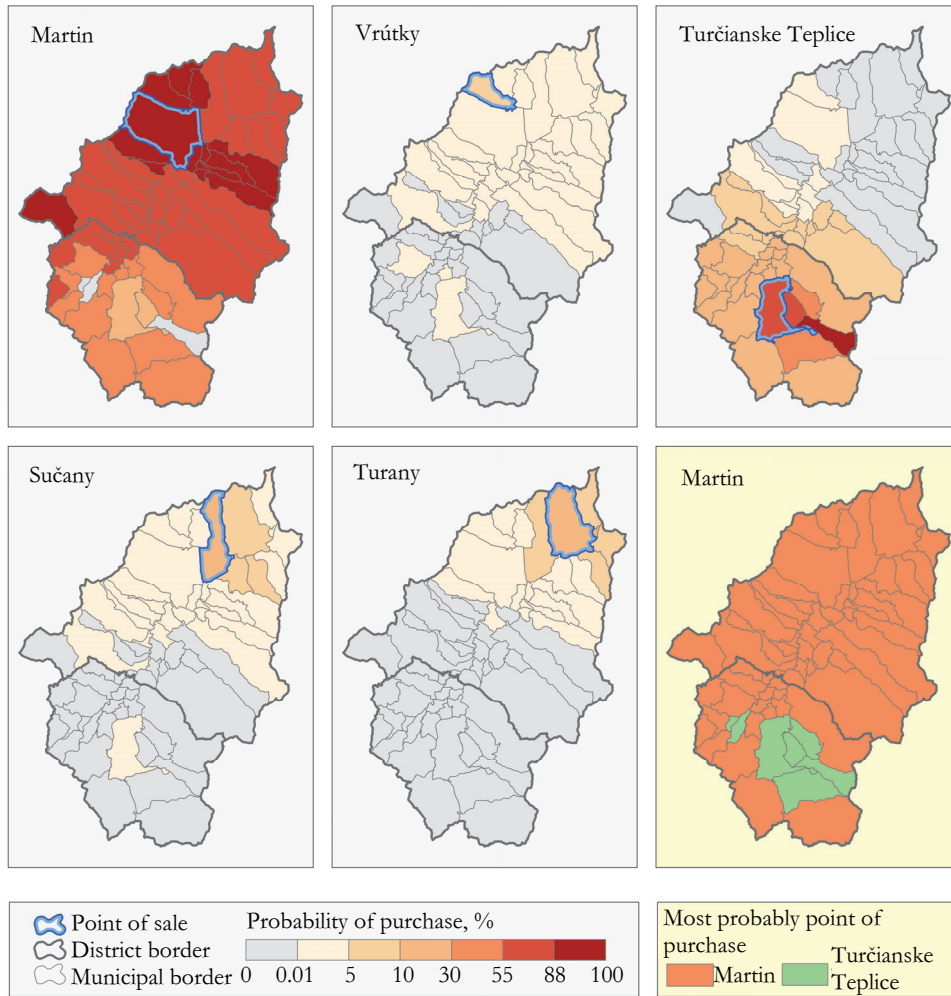 Martin
Vrútky
Turčianske Teplice
Sučany
Turany
Martin
Point of sale
District border
Municipal border
Probability of purchase, %
0 0.01 5 10 30 55 88 100
Most probably point of
purchase
Martin
Turčianske
Teplice